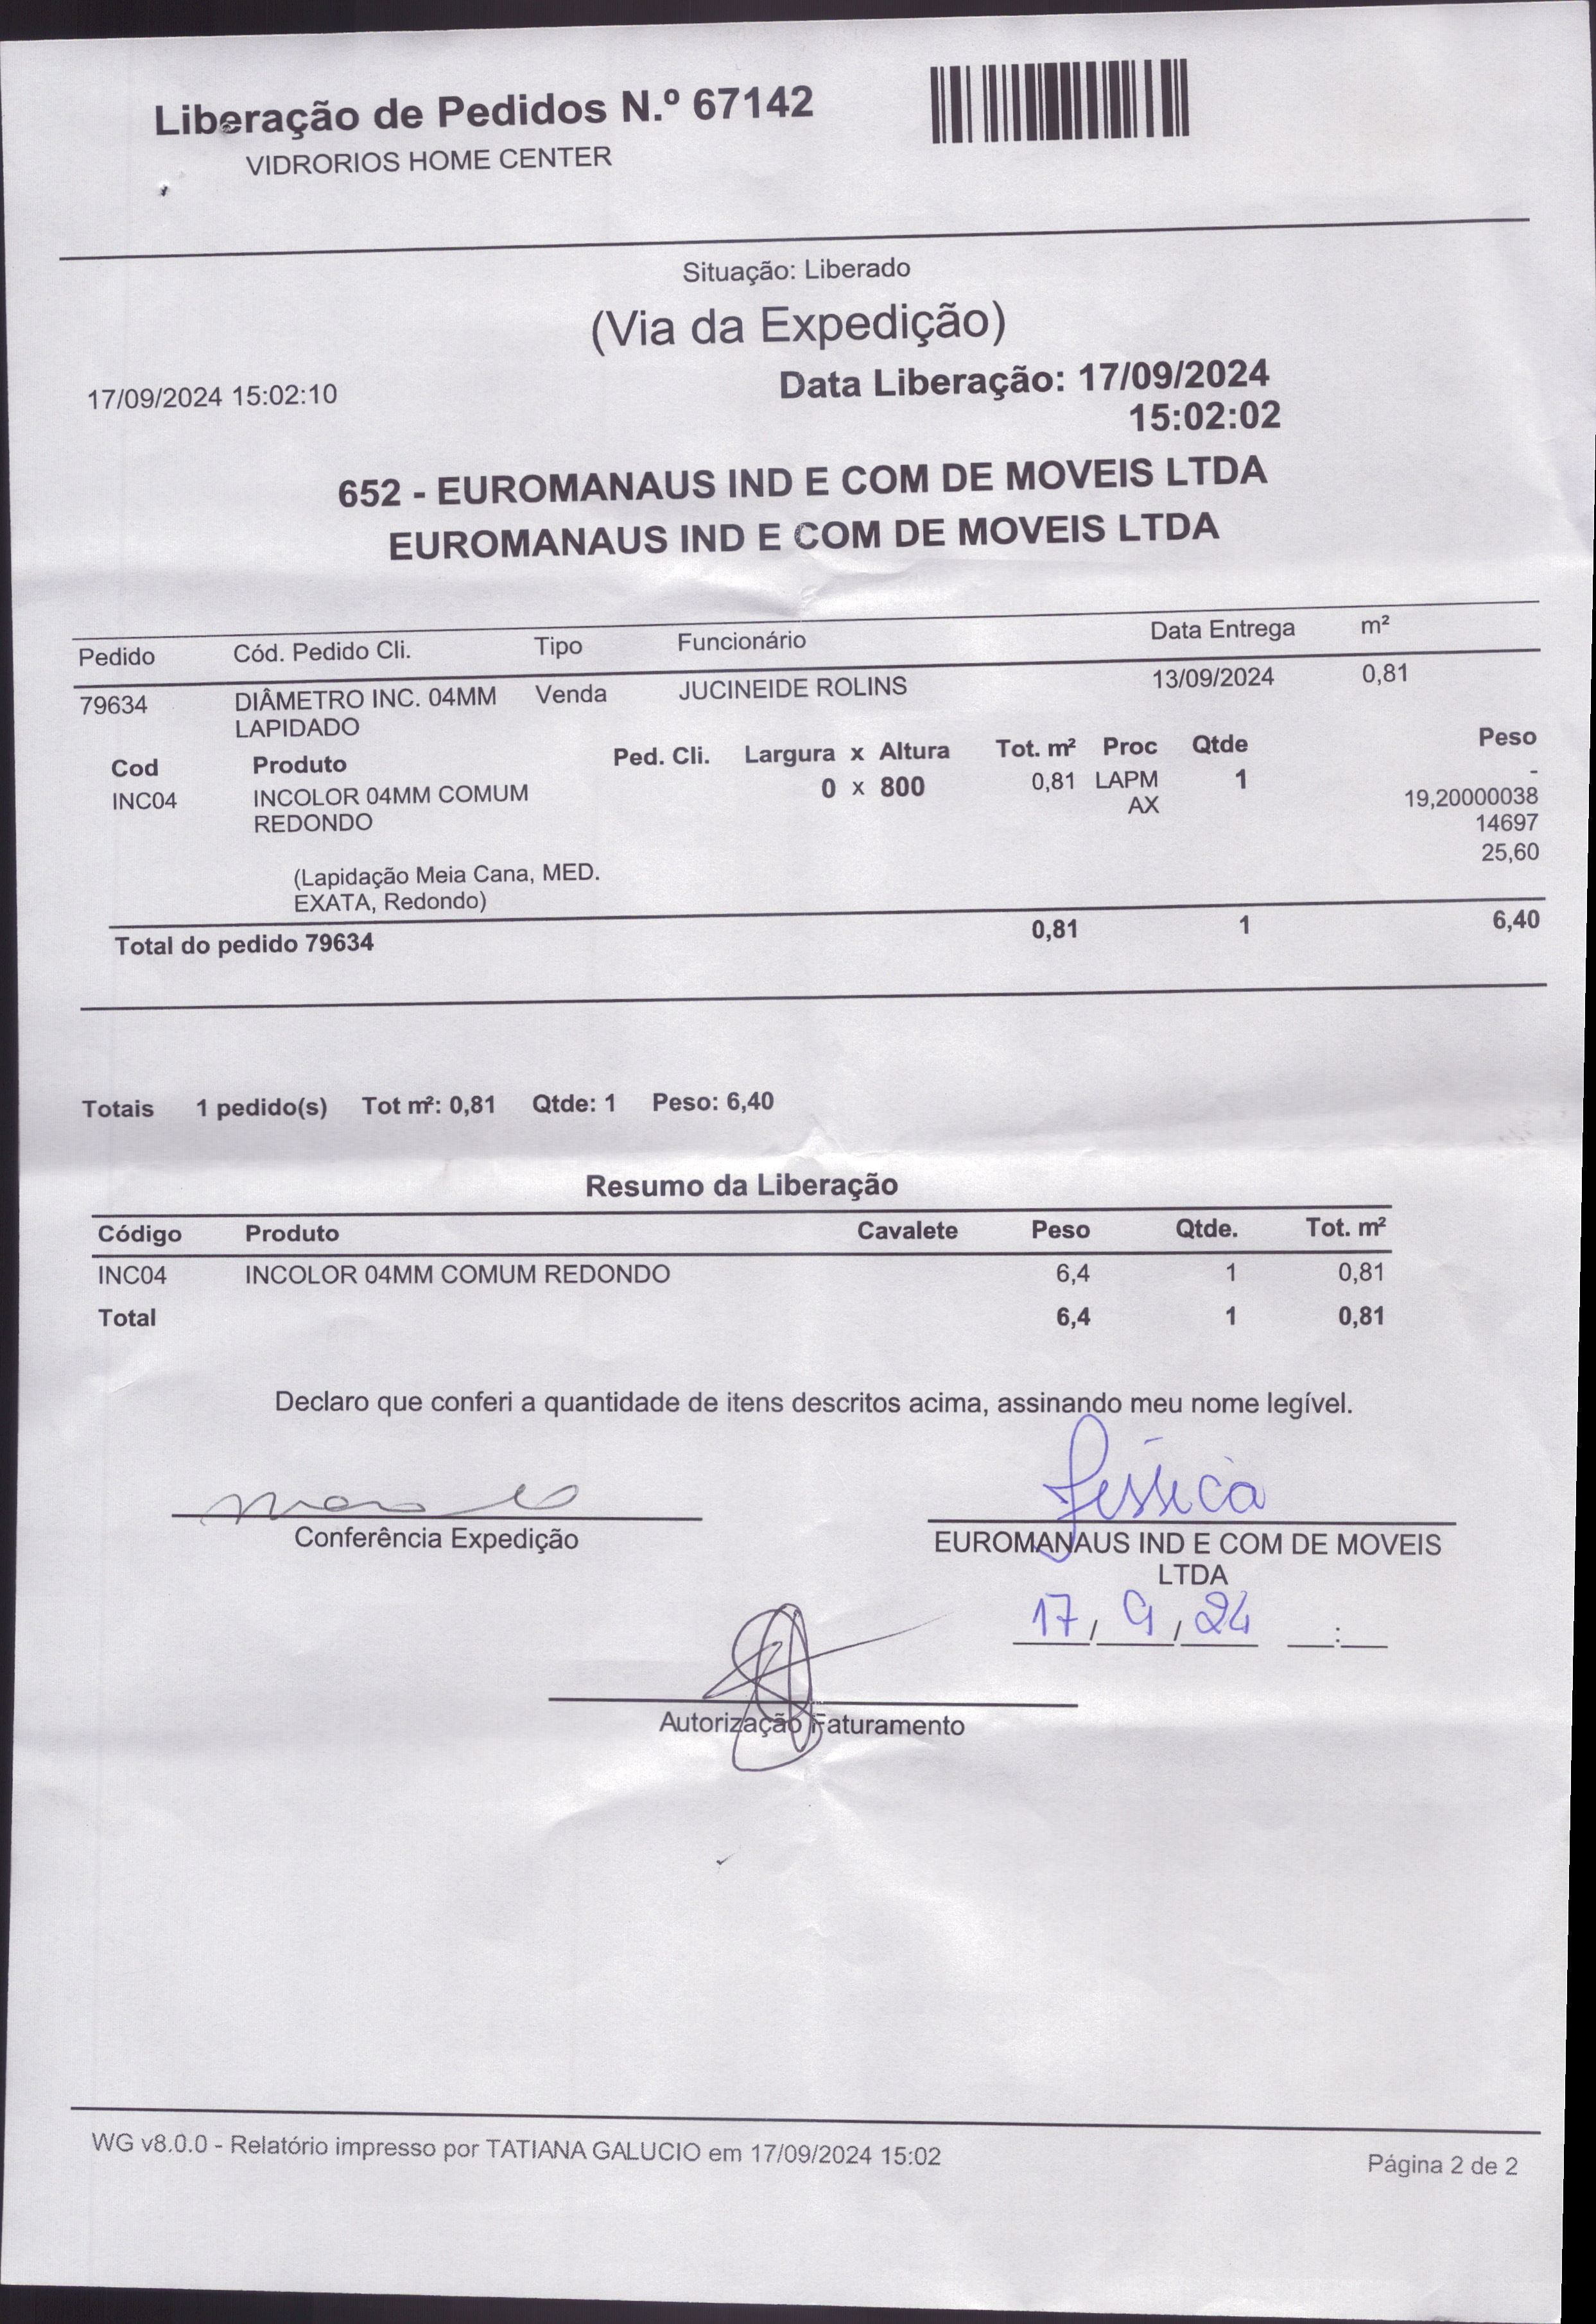 Liberação de Pedidos N.º 67142
VIDRORIOS HOME CENTER
Situação: Liberado
(Via da Expedição)
17/09/2024 15:02:10
Data Liberação: 17/09/2024
15:02:02
652 - EUROMANAUS IND E COM DE MOVEIS LTDA
EUROMANAUS IND E COM DE MOVEIS LTDA
Pedido Cód. Pedido Cli. Tipo Funcionário Data Entrega m²
79634 DIÂMETRO INC. 04MM Venda JUCINEIDE ROLINS 13/09/2024 0,81
LAPIDADO
Cod Produto Ped. Cli. Largura x Altura Tot. m² Proc Qtde Peso
INC04 INCOLOR 04MM COMUM 0 x 800 0,81 LAPM 1 -
REDONDO AX 19,20000038
14697
25,60
(Lapidação Meia Cana, MED.
EXATA, Redondo)
Total do pedido 79634 0,81 1 6,40
Totais 1 pedido(s) Tot m²: 0,81 Qtde: 1 Peso: 6,40
Resumo da Liberação
Código Produto Cavalete Peso Qtde. Tot. m²
INC04 INCOLOR 04MM COMUM REDONDO 6,4 1 0,81
Total 6,4 1 0,81
Declaro que conferi a quantidade de itens descritos acima, assinando meu nome legível.
Jéssica
Conferência Expedição
EUROMANAUS IND E COM DE MOVEIS
LTDA
17/9/24 __:__
Autorização Faturamento
WG v8.0.0 - Relatório impresso por TATIANA GALUCIO em 17/09/2024 15:02
Página 2 de 2